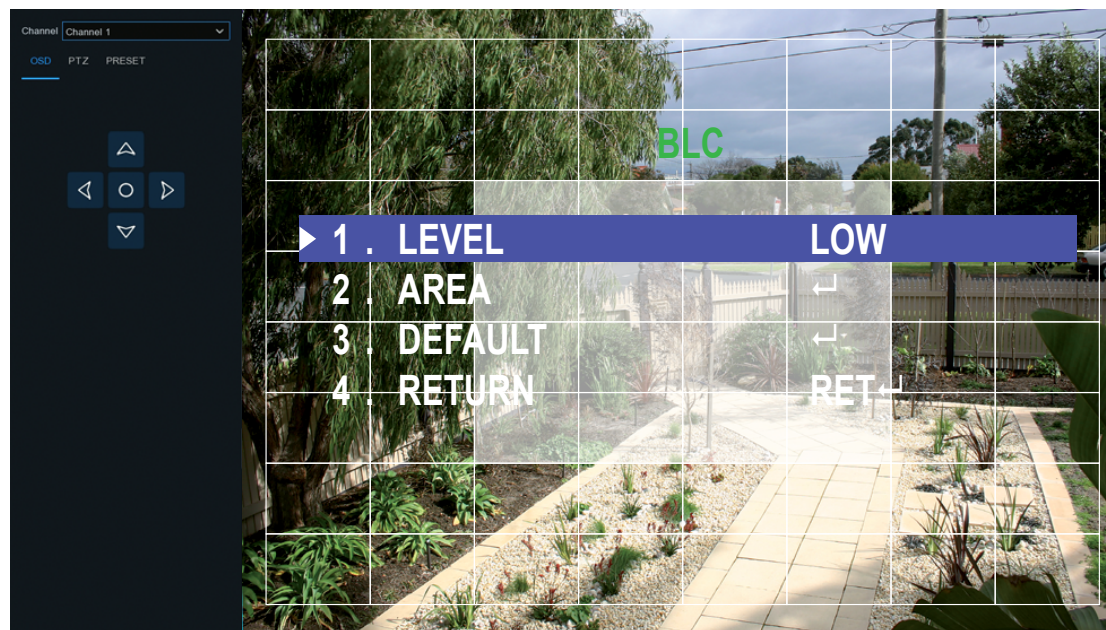 Channel Channel 1
OSD PTZ PRESET
BLC
1 . LEVEL LOW
2 . AREA ↵
3 . DEFAULT ↵
4 . RETURN RET↵